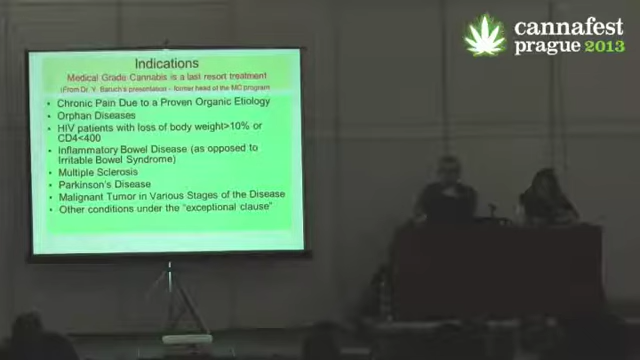 cannafest
prague 2013
Indications
Medical Grade Cannabis is a last resort treatment
(From Dr. Y. Baruch's presentation – former head of the MC program
• Chronic Pain Due to a Proven Organic Etiology
• Orphan Diseases
• HIV patients with loss of body weight>10% or
CD4<400
• Inflammatory Bowel Disease (as opposed to
Irritable Bowel Syndrome)
• Multiple Sclerosis
• Parkinson's Disease
• Malignant Tumor in Various Stages of the Disease
• Other conditions under the "exceptional clause"